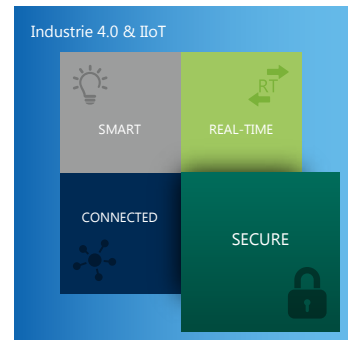 Industrie 4.0 & IIoT
SMART
RT
REAL-TIME
CONNECTED
SECURE